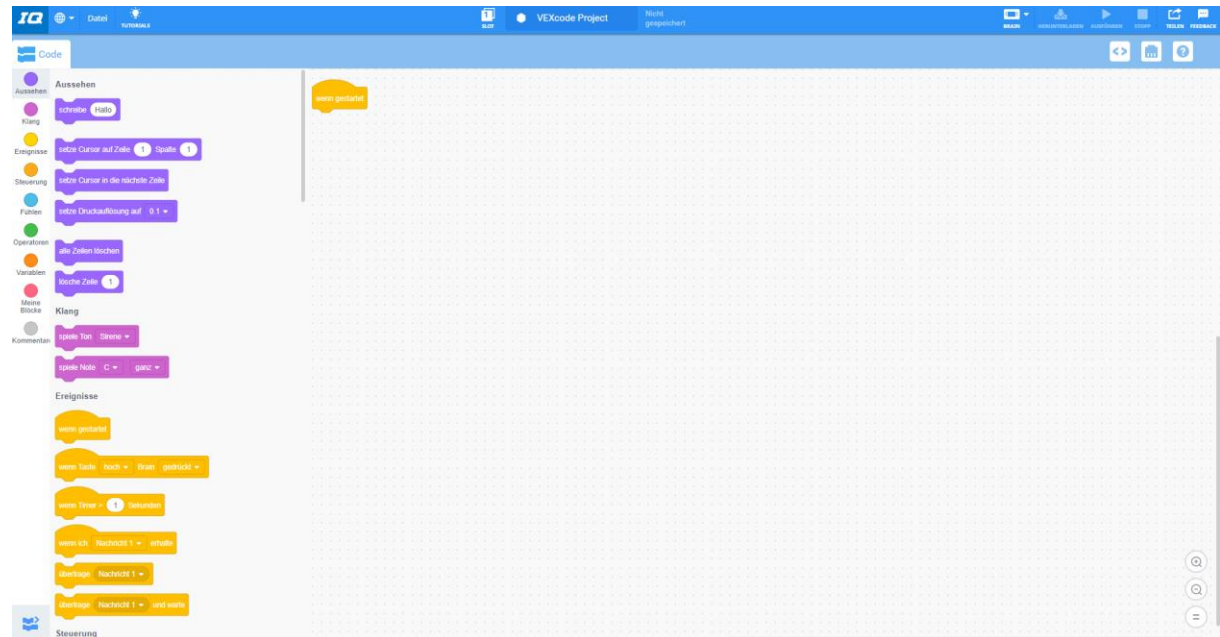 IQ Datei TUTORIALS SLOT VEXcode Project Nicht gespeichert BRAIN HERUNTERLADEN AUSFÜHREN STOPP TEILEN FEEDBACK
Code
Aussehen
Klang
Ereignisse
Steuerung
Fühlen
Operatoren
Variablen
Meine Blöcke
Kommentare
Aussehen
schreibe Hallo
setze Cursor auf Zeile 1 Spalte 1
setze Cursor in die nächste Zeile
setze Druckauflösung auf 0.1
alle Zeilen löschen
lösche Zeile 1
Klang
spiele Ton Sirene
spiele Note C ganz
Ereignisse
wenn gestartet
wenn Taste hoch Brain gedrückt
wenn Timer > 1 Sekunden
wenn ich Nachricht 1 erhalte
übertrage Nachricht 1
übertrage Nachricht 1 und warte
Steuerung
wenn gestartet